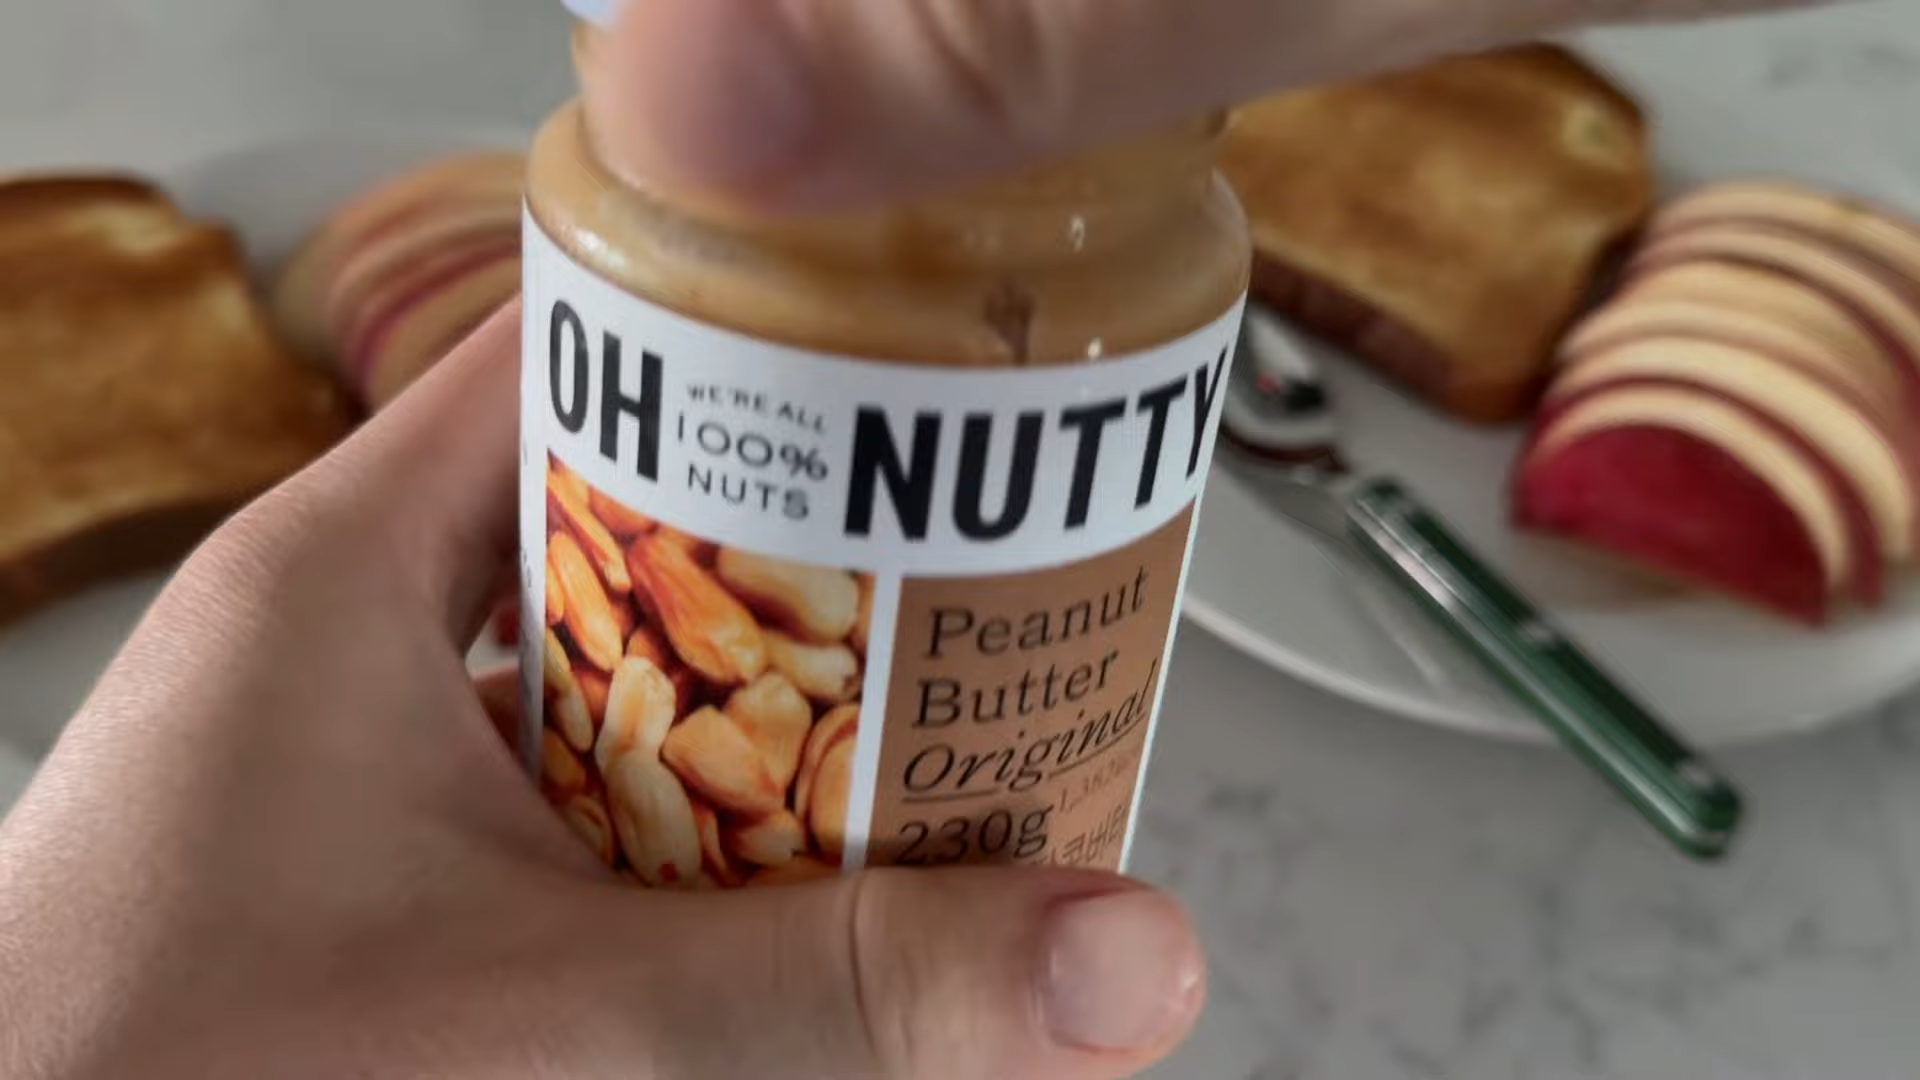 OH NUTTY
WE'RE ALL
100%
NUTS
Peanut
Butter
Original
230g